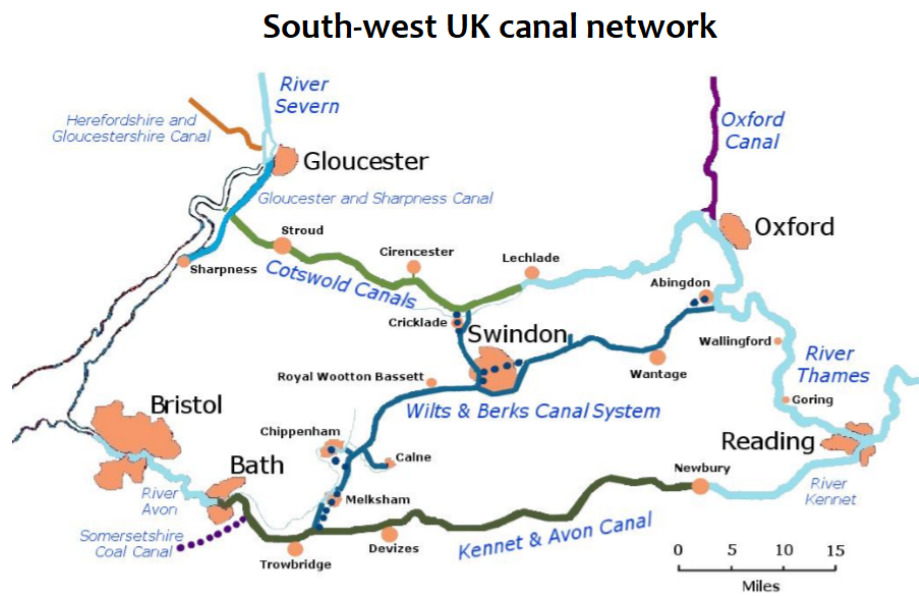 South-west UK canal network
River
Severn
Herefordshire and
Gloucestershire Canal
Oxford
Canal
Gloucester
Gloucester and Sharpness Canal
Stroud
Oxford
Cirencester
Lechlade
Sharpness
Cotswold Canals
Abingdon
Cricklade
Swindon
Wallingford
River
Thames
Wantage
Royal Wootton Bassett
Goring
Bristol
Wilts & Berks Canal System
Chippenham
Reading
Calne
Bath
Newbury
River
Avon
Melksham
River
Kennet
Somersetshire
Coal Canal
Kennet & Avon Canal
Devizes
Trowbridge
0 5 10 15
Miles